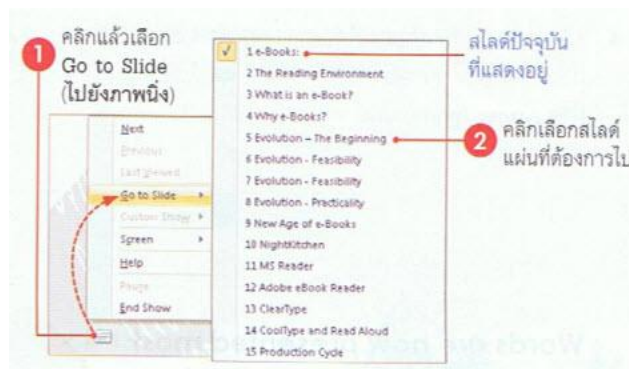 1
คลิกแล้วเลือก
Go to Slide
(ไปยังภาพนิ่ง)
Next
Previous
Last Viewed
Go to Slide
Custom Show
Screen
Help
Pause
End Show
1 e-Books:
2 The Reading Environment
3 What is an e-Book?
4 Why e-Books?
5 Evolution – The Beginning
6 Evolution - Feasibility
7 Evolution - Feasibility
8 Evolution - Practicality
9 New Age of e-Books
10 NightKitchen
11 MS Reader
12 Adobe eBook Reader
13 ClearType
14 CoolType and Read Aloud
15 Production Cycle
สไลด์ปัจจุบัน
ที่แสดงอยู่
2
คลิกเลือกสไลด์
แผ่นที่ต้องการไป